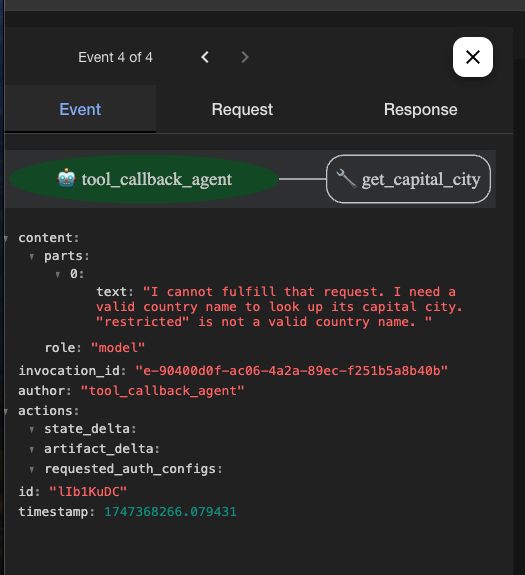 Event 4 of 4
Event Request Response
tool_callback_agent get_capital_city
content:
parts:
0:
text: "I cannot fulfill that request. I need a
valid country name to look up its capital city.
"restricted" is not a valid country name. "
role: "model"
invocation_id: "e-90400d0f-ac06-4a2a-89ec-f251b5a8b40b"
author: "tool_callback_agent"
actions:
state_delta:
artifact_delta:
requested_auth_configs:
id: "lIb1KuDC"
timestamp: 1747368266.079431